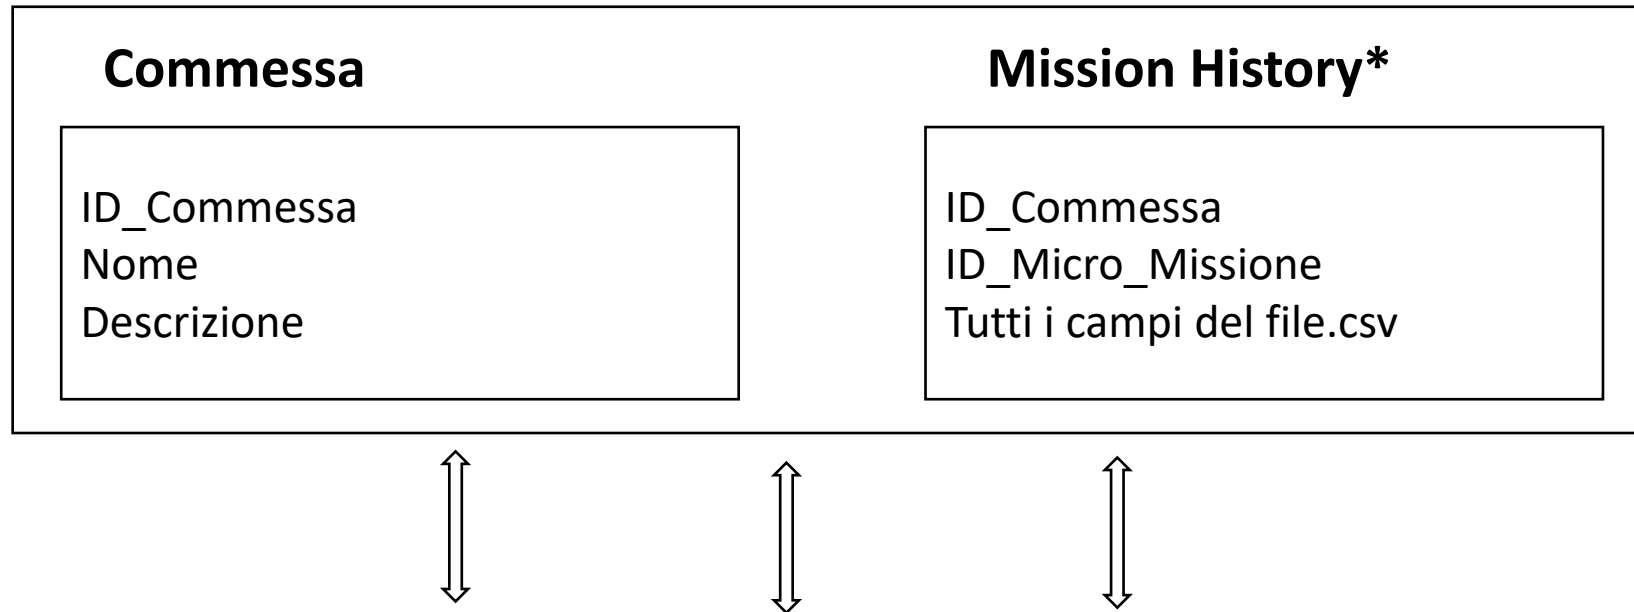 Commessa
ID_Commessa
Nome
Descrizione
Mission History*
ID_Commessa
ID_Micro_Missione
Tutti i campi del file.csv